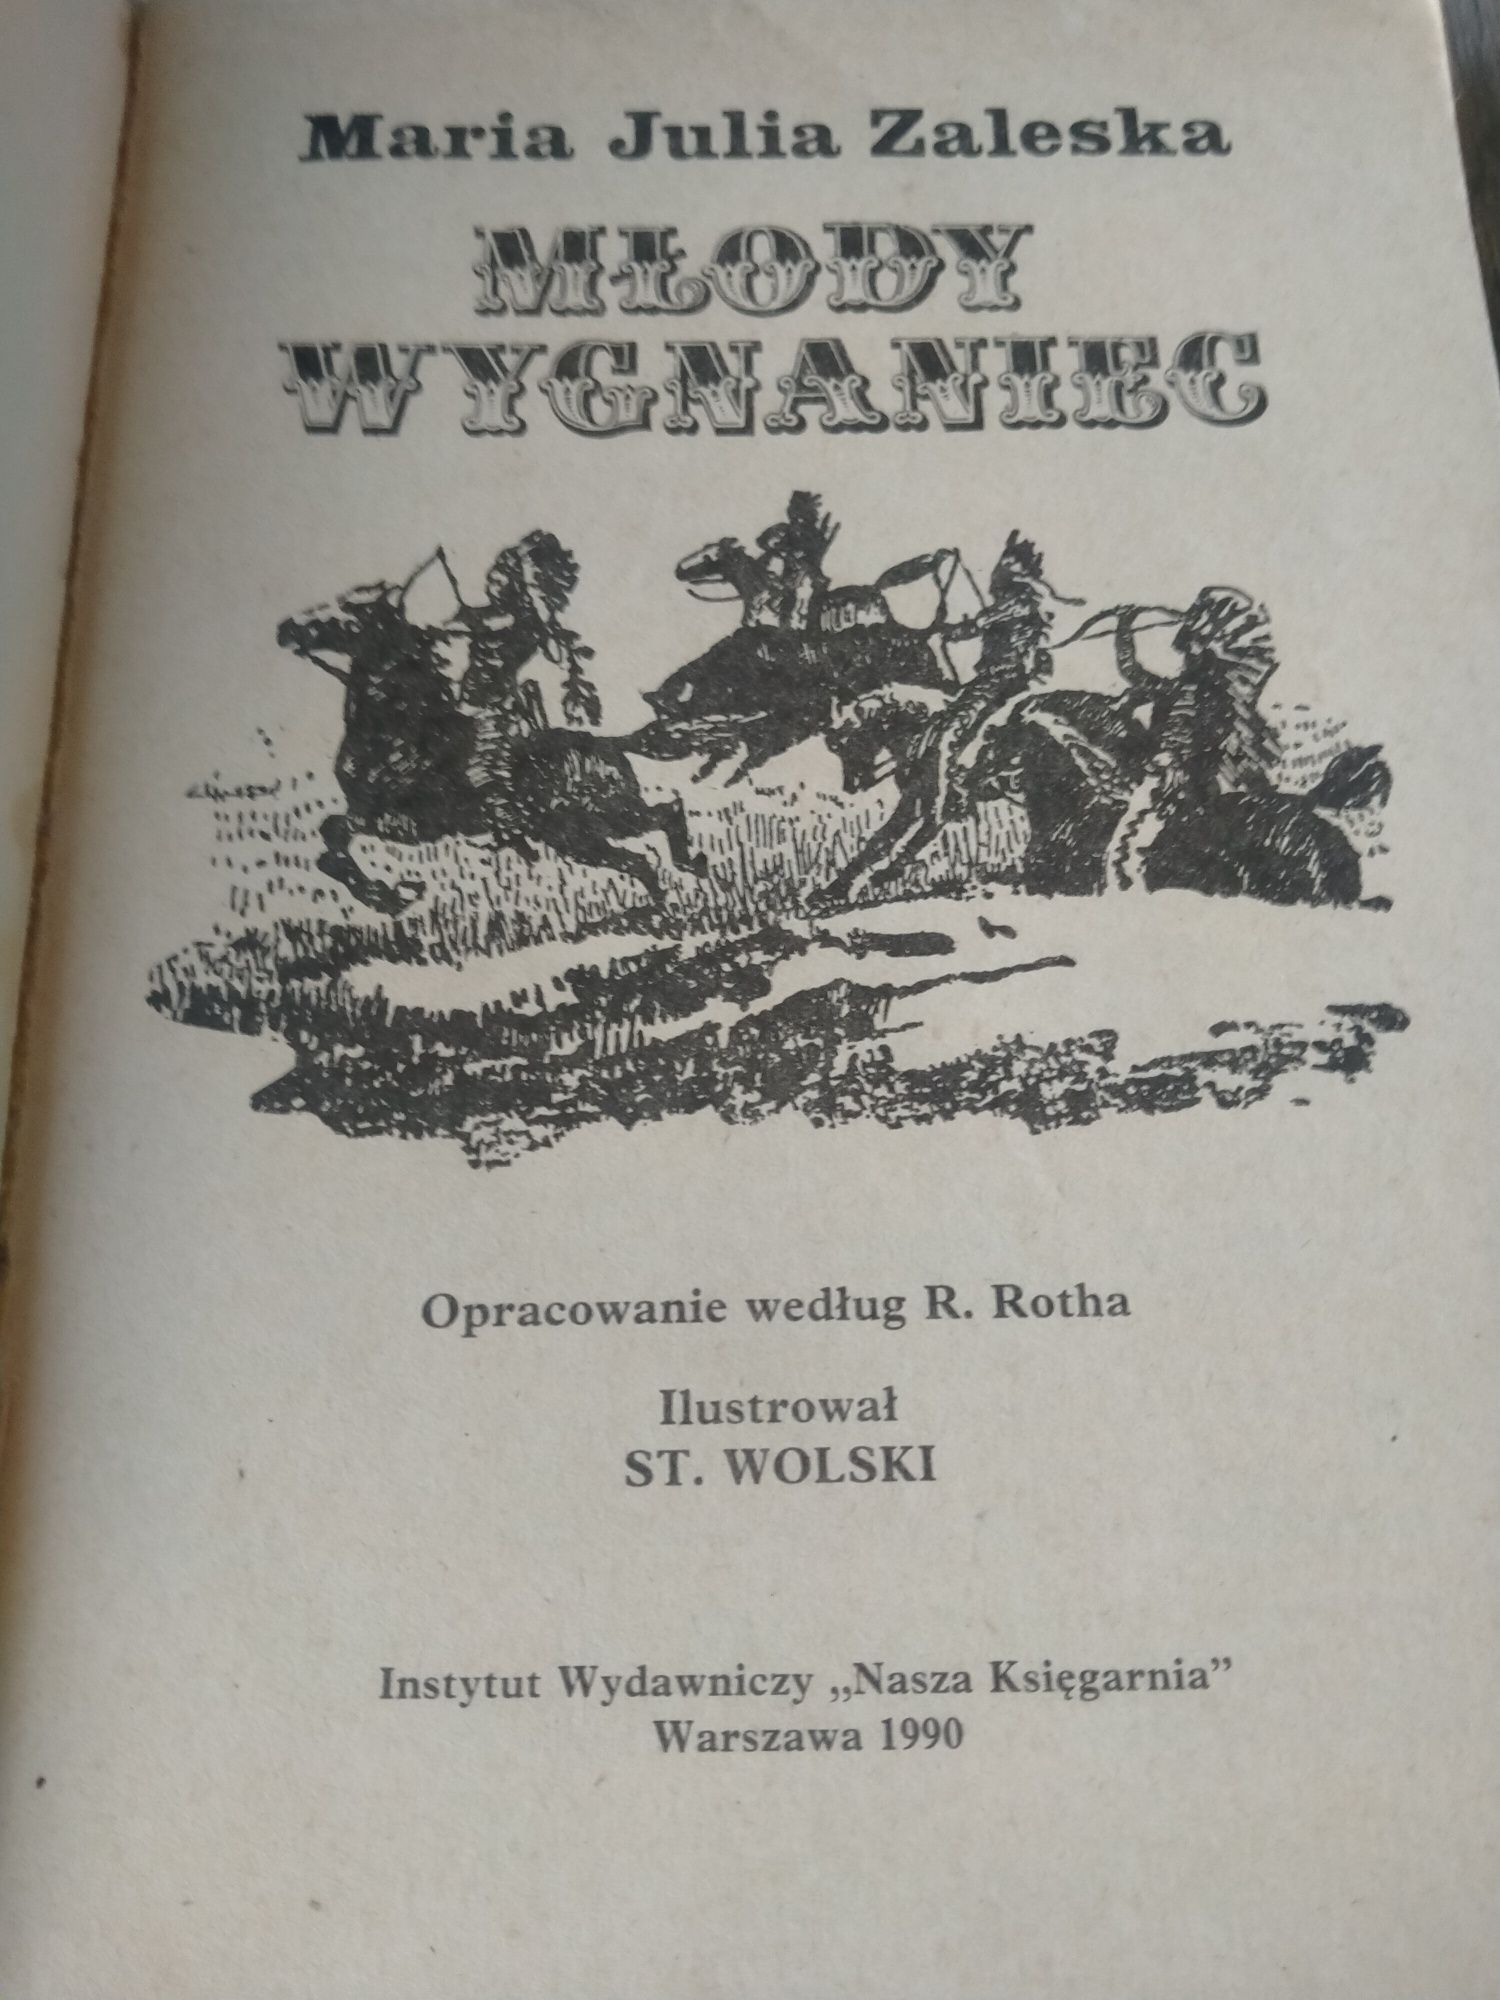 Maria Julia Zaleska
MŁODY
WYGNANIEC
Opracowanie według R. Rotha
Ilustrował
ST. WOLSKI
Instytut Wydawniczy „Nasza Księgarnia”
Warszawa 1990